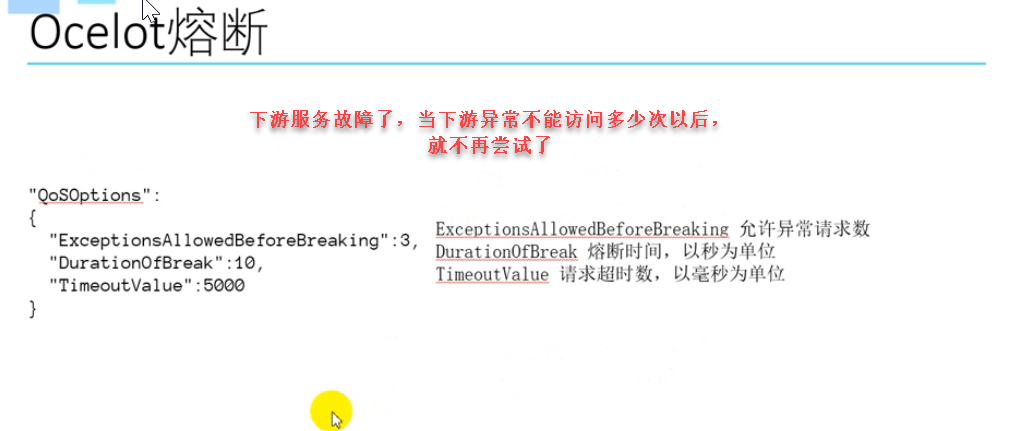 Ocelot熔断
下游服务故障了，当下游异常不能访问多少次以后，
就不再尝试了
"QoSOptions":
{
"ExceptionsAllowedBeforeBreaking":3,
"DurationOfBreak":10,
"TimeoutValue":5000
}
ExceptionsAllowedBeforeBreaking 允许异常请求数
DurationOfBreak 熔断时间，以秒为单位
TimeoutValue 请求超时数，以毫秒为单位